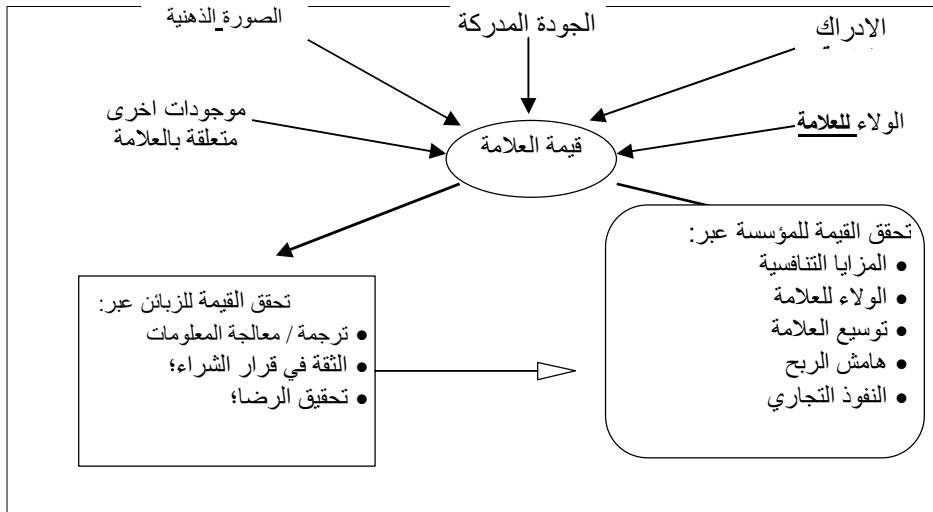 الصورة الذهنية
الجودة المدركة
الادراك
موجودات اخرى
متعلقة بالعلامة
الولاء للعلامة
قيمة العلامة
تحقق القيمة للمؤسسة عبر:
• المزايا التنافسية
• الولاء للعلامة
• توسيع العلامة
• هامش الربح
• النفوذ التجاري
تحقق القيمة للزبائن عبر:
• ترجمة / معالجة المعلومات
• الثقة في قرار الشراء؛
• تحقيق الرضا؛